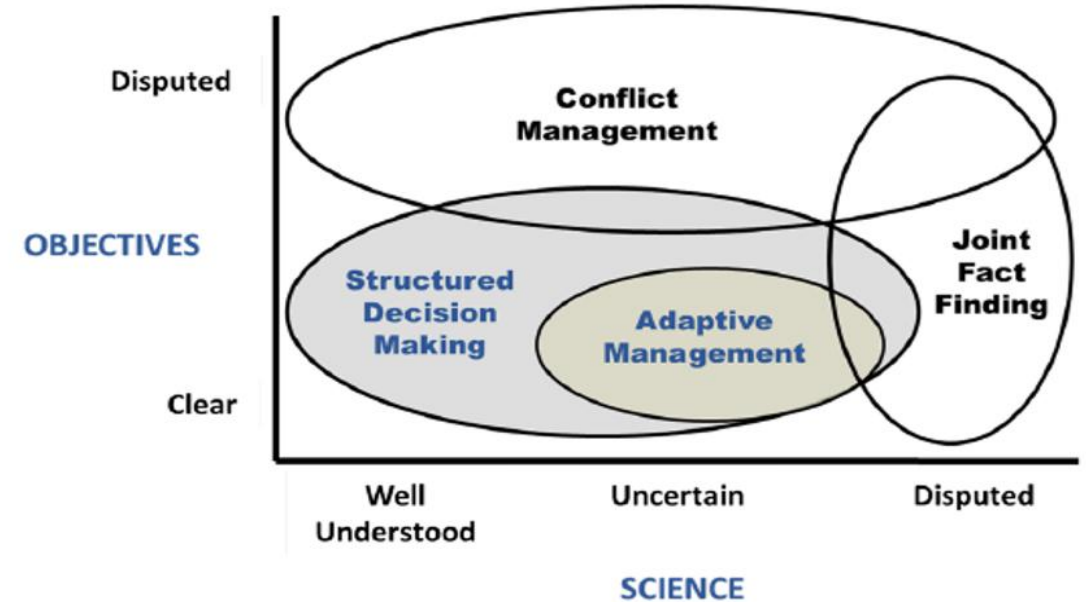 Disputed
Conflict
Management
OBJECTIVES
Joint
Fact
Finding
Structured
Decision
Making
Adaptive
Management
Clear
Well
Understood
Uncertain
Disputed
SCIENCE